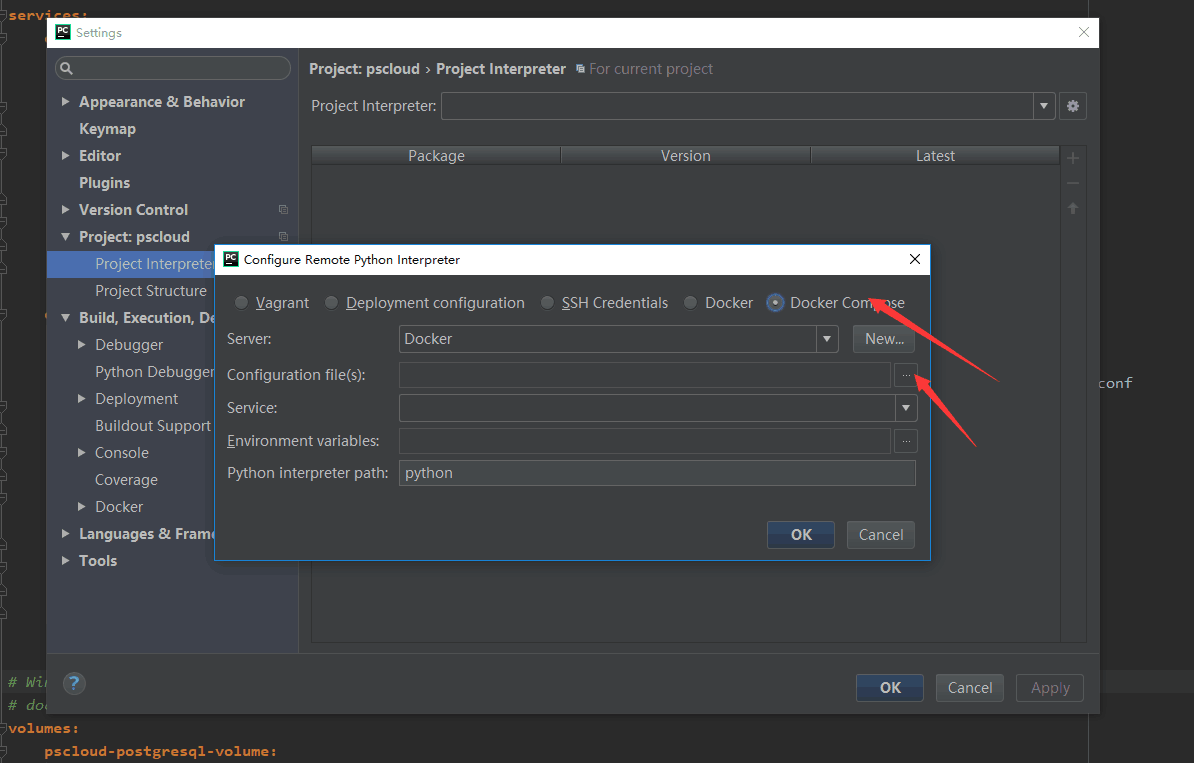 services:
PC Settings
Project: pscloud › Project Interpreter For current project
Project Interpreter:
Package Version Latest
Appearance & Behavior
Keymap
Editor
Plugins
Version Control
Project: pscloud
Project Interpreter
Project Structure
Build, Execution, De
Debugger
Python Debugger
Deployment
Buildout Support
Console
Coverage
Docker
Languages & Frame
Tools
PC Configure Remote Python Interpreter
Vagrant Deployment configuration SSH Credentials Docker Docker Compose
Server: Docker New...
Configuration file(s): ...
Service:
Environment variables: ...
Python interpreter path: python
OK Cancel
conf
?
OK Cancel Apply
# Win
# doc
volumes:
pscloud-postgresql-volume: